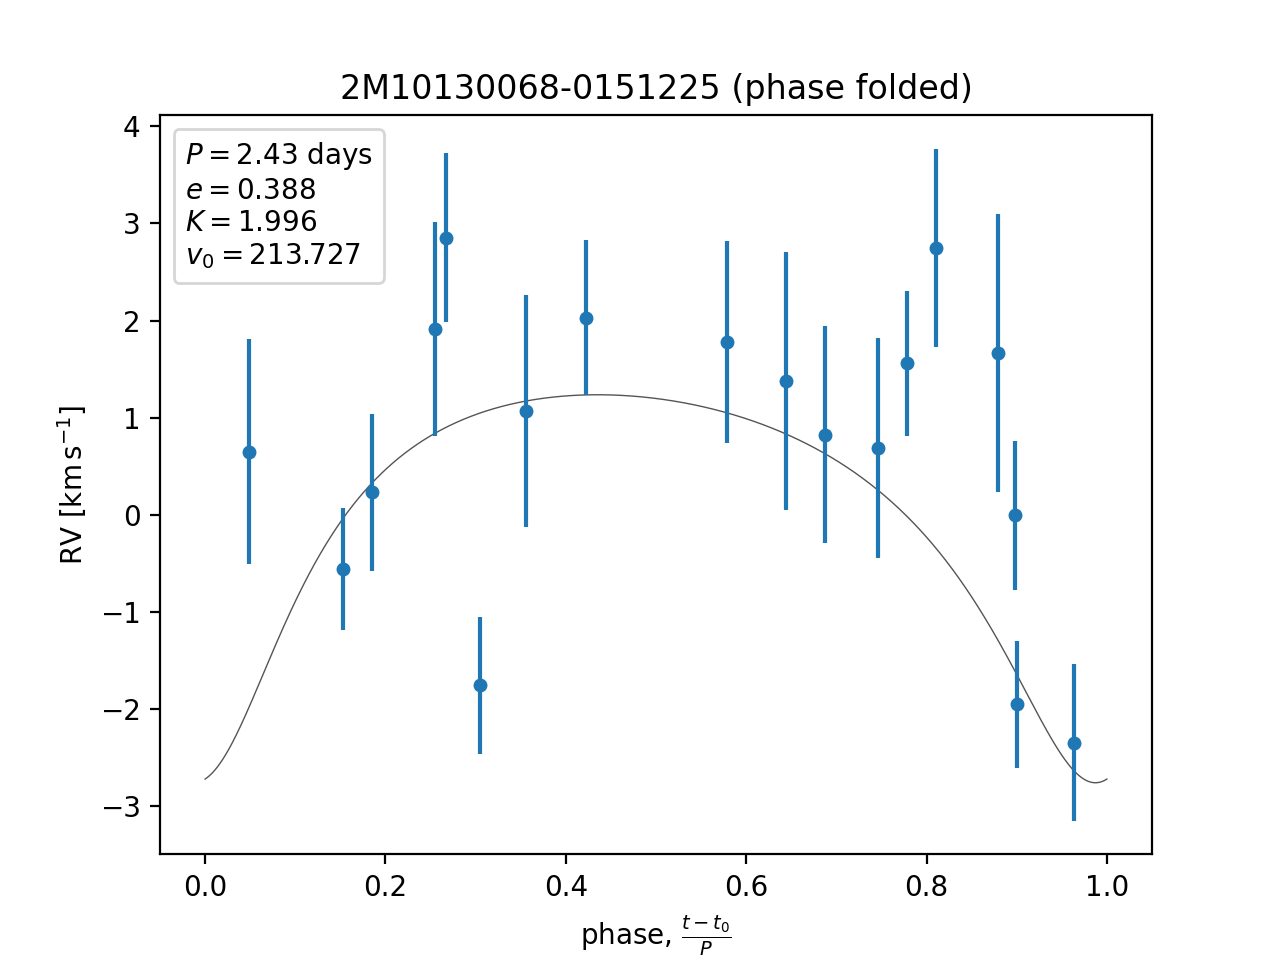 2M10130068-0151225 (phase folded)
P = 2.43 days
e = 0.388
K = 1.996
v₀ = 213.727
RV [km s⁻¹]
4
3
2
1
0
−1
−2
−3
0.0 0.2 0.4 0.6 0.8 1.0
phase, (t − t₀)/P